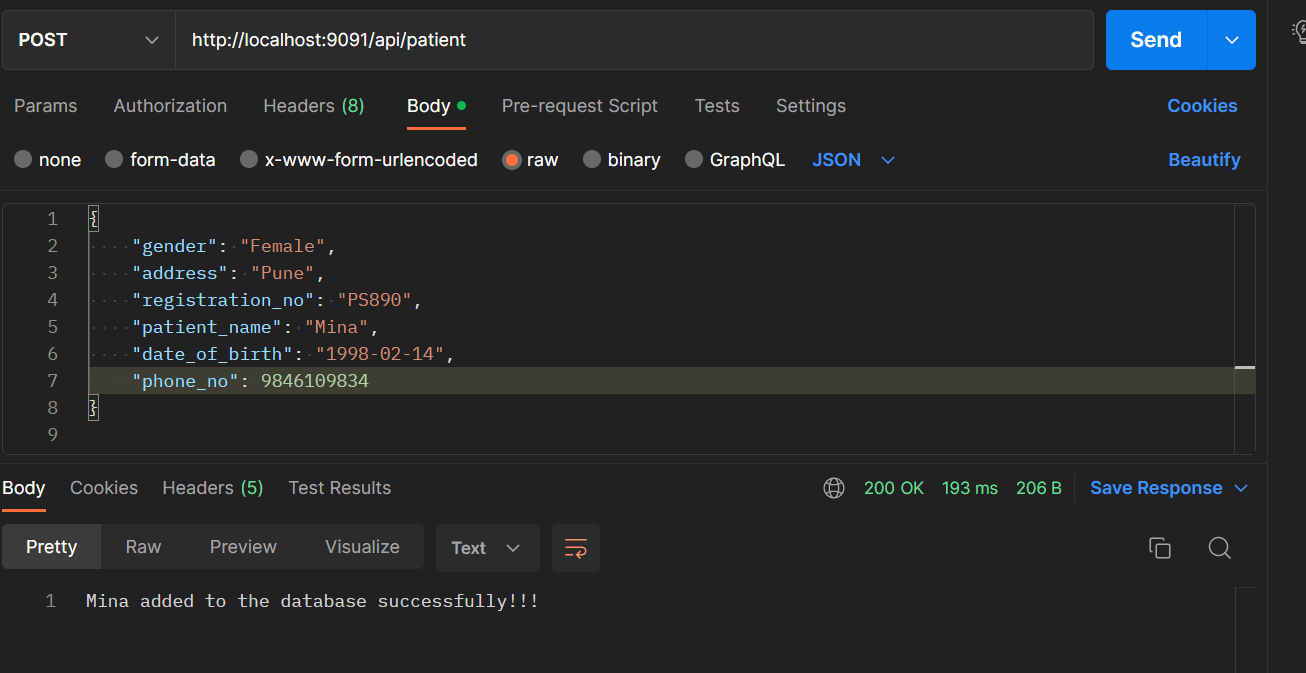 POST http://localhost:9091/api/patient Send
Params Authorization Headers (8) Body Pre-request Script Tests Settings Cookies
none form-data x-www-form-urlencoded raw binary GraphQL JSON Beautify
1 {
2 "gender": "Female",
3 "address": "Pune",
4 "registration_no": "PS890",
5 "patient_name": "Mina",
6 "date_of_birth": "1998-02-14",
7 "phone_no": 9846109834
8 }
9
Body Cookies Headers (5) Test Results 200 OK 193 ms 206 B Save Response
Pretty Raw Preview Visualize Text
1 Mina added to the database successfully!!!